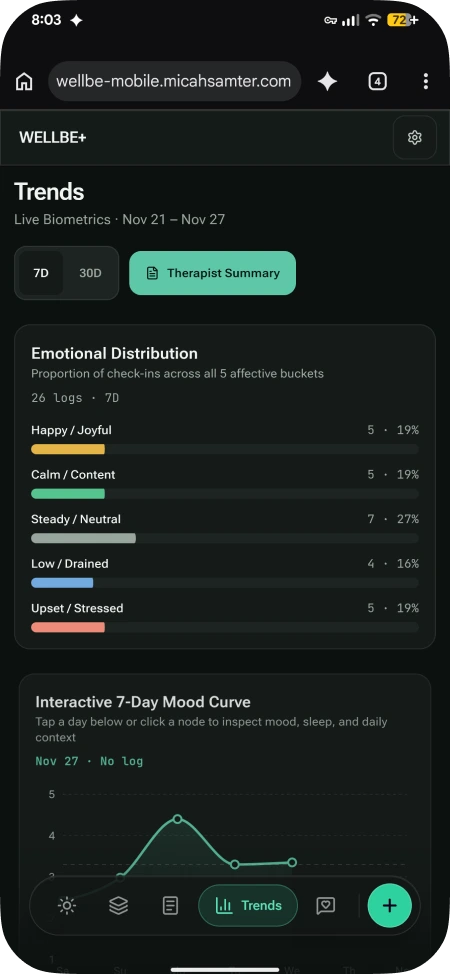 8:03
72+
wellbe-mobile.micahsamter.com
4
WELLBE+
Trends
Live Biometrics · Nov 21 – Nov 27
7D
30D
Therapist Summary
Emotional Distribution
Proportion of check-ins across all 5 affective buckets
26 logs · 7D
Happy / Joyful 5 · 19%
Calm / Content 5 · 19%
Steady / Neutral 7 · 27%
Low / Drained 4 · 16%
Upset / Stressed 5 · 19%
Interactive 7-Day Mood Curve
Tap a day below or click a node to inspect mood, sleep, and daily
context
Nov 27 · No log
5
4
Trends
1